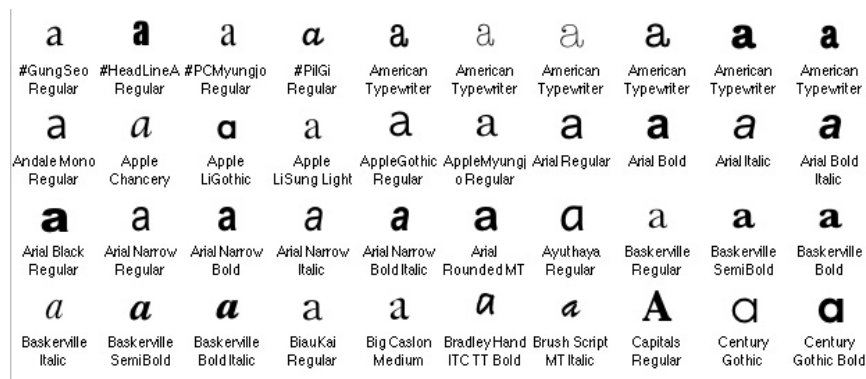 a a a a a a a a a a
#GungSeo Regular #HeadLineA Regular #PCMyungjo Regular #PilGi Regular American Typewriter American Typewriter American Typewriter American Typewriter American Typewriter American Typewriter
a a a a a a a a a a
Andale Mono Regular Apple Chancery Apple LiGothic Apple LiSung Light AppleGothic Regular AppleMyungjo Regular Arial Regular Arial Bold Arial Italic Arial Bold Italic
a a a a a a a a a a
Arial Black Regular Arial Narrow Regular Arial Narrow Bold Arial Narrow Italic Arial Narrow Bold Italic Arial Rounded MT Ayuthaya Regular Baskerville Regular Baskerville SemiBold Baskerville Bold
a a a a a a a A a a
Baskerville Italic Baskerville SemiBold Baskerville Bold Italic BiauKai Regular Big Caslon Medium Bradley Hand ITC TT Bold Brush Script MT Italic Capitals Regular Century Gothic Century Gothic Bold